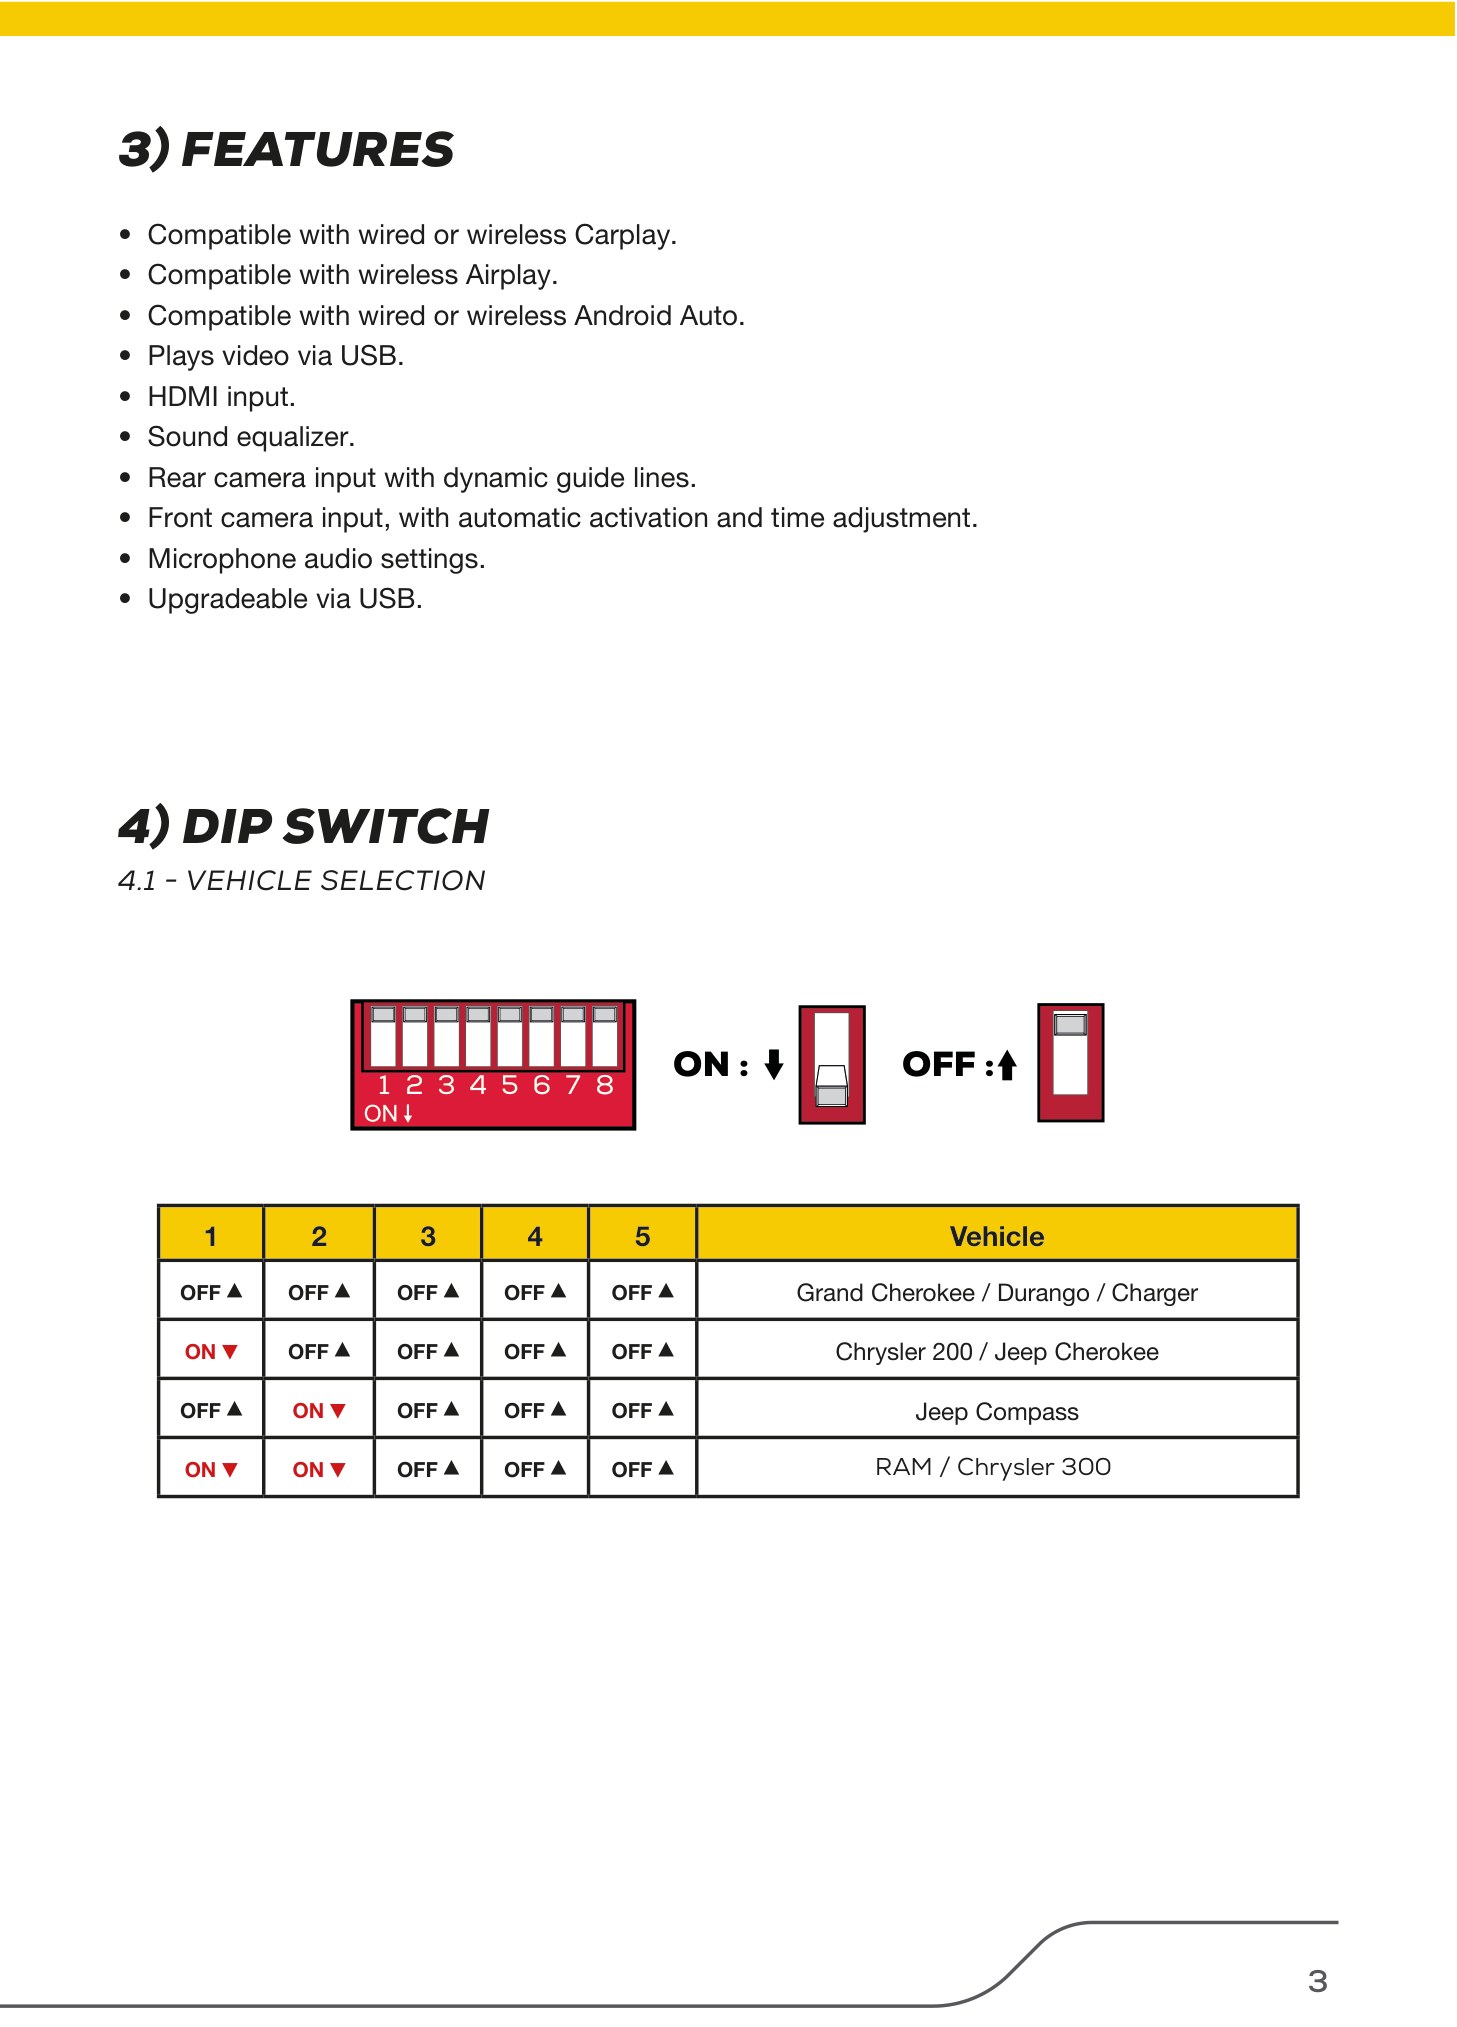 3) FEATURES
• Compatible with wired or wireless Carplay.
• Compatible with wireless Airplay.
• Compatible with wired or wireless Android Auto.
• Plays video via USB.
• HDMI input.
• Sound equalizer.
• Rear camera input with dynamic guide lines.
• Front camera input, with automatic activation and time adjustment.
• Microphone audio settings.
• Upgradeable via USB.
4) DIP SWITCH
4.1 - VEHICLE SELECTION
1 2 3 4 5 6 7 8
ON ↓
ON : ⬇ OFF :⬆
1 2 3 4 5 Vehicle
OFF ▲ OFF ▲ OFF ▲ OFF ▲ OFF ▲ Grand Cherokee / Durango / Charger
ON ▼ OFF ▲ OFF ▲ OFF ▲ OFF ▲ Chrysler 200 / Jeep Cherokee
OFF ▲ ON ▼ OFF ▲ OFF ▲ OFF ▲ Jeep Compass
ON ▼ ON ▼ OFF ▲ OFF ▲ OFF ▲ RAM / Chrysler 300
3